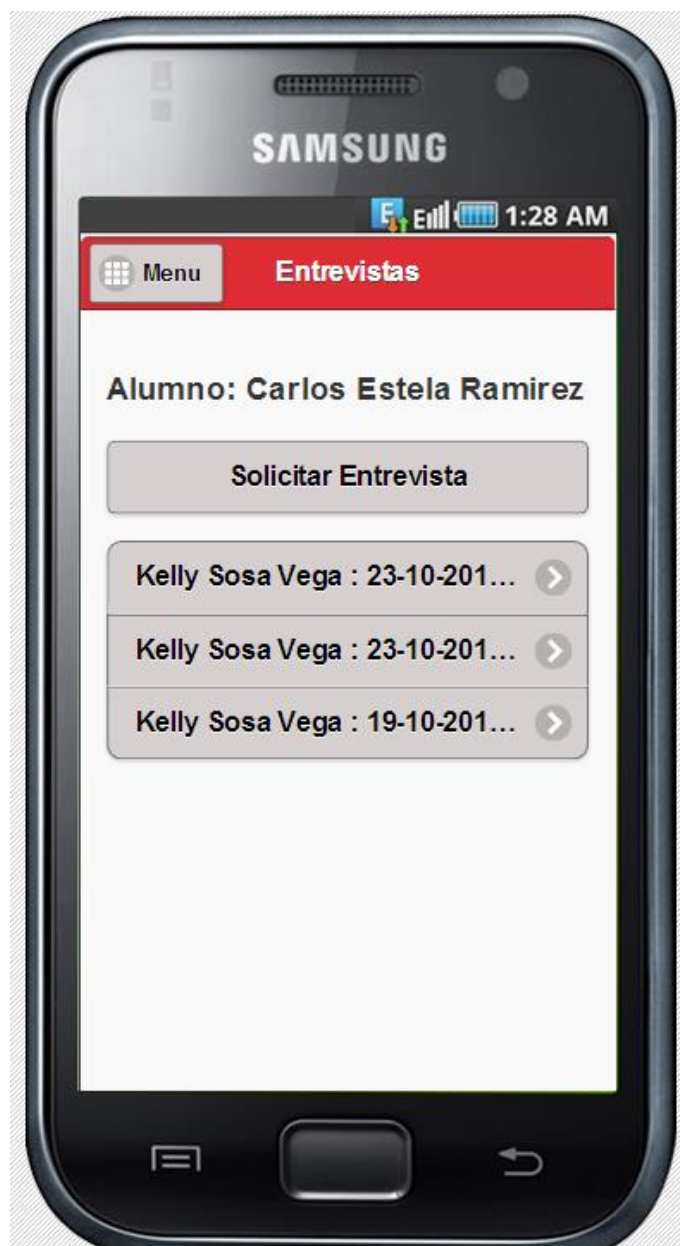 SAMSUNG
E 1:28 AM
Menu
Entrevistas
Alumno: Carlos Estela Ramirez
Solicitar Entrevista
Kelly Sosa Vega : 23-10-201...
Kelly Sosa Vega : 23-10-201...
Kelly Sosa Vega : 19-10-201...